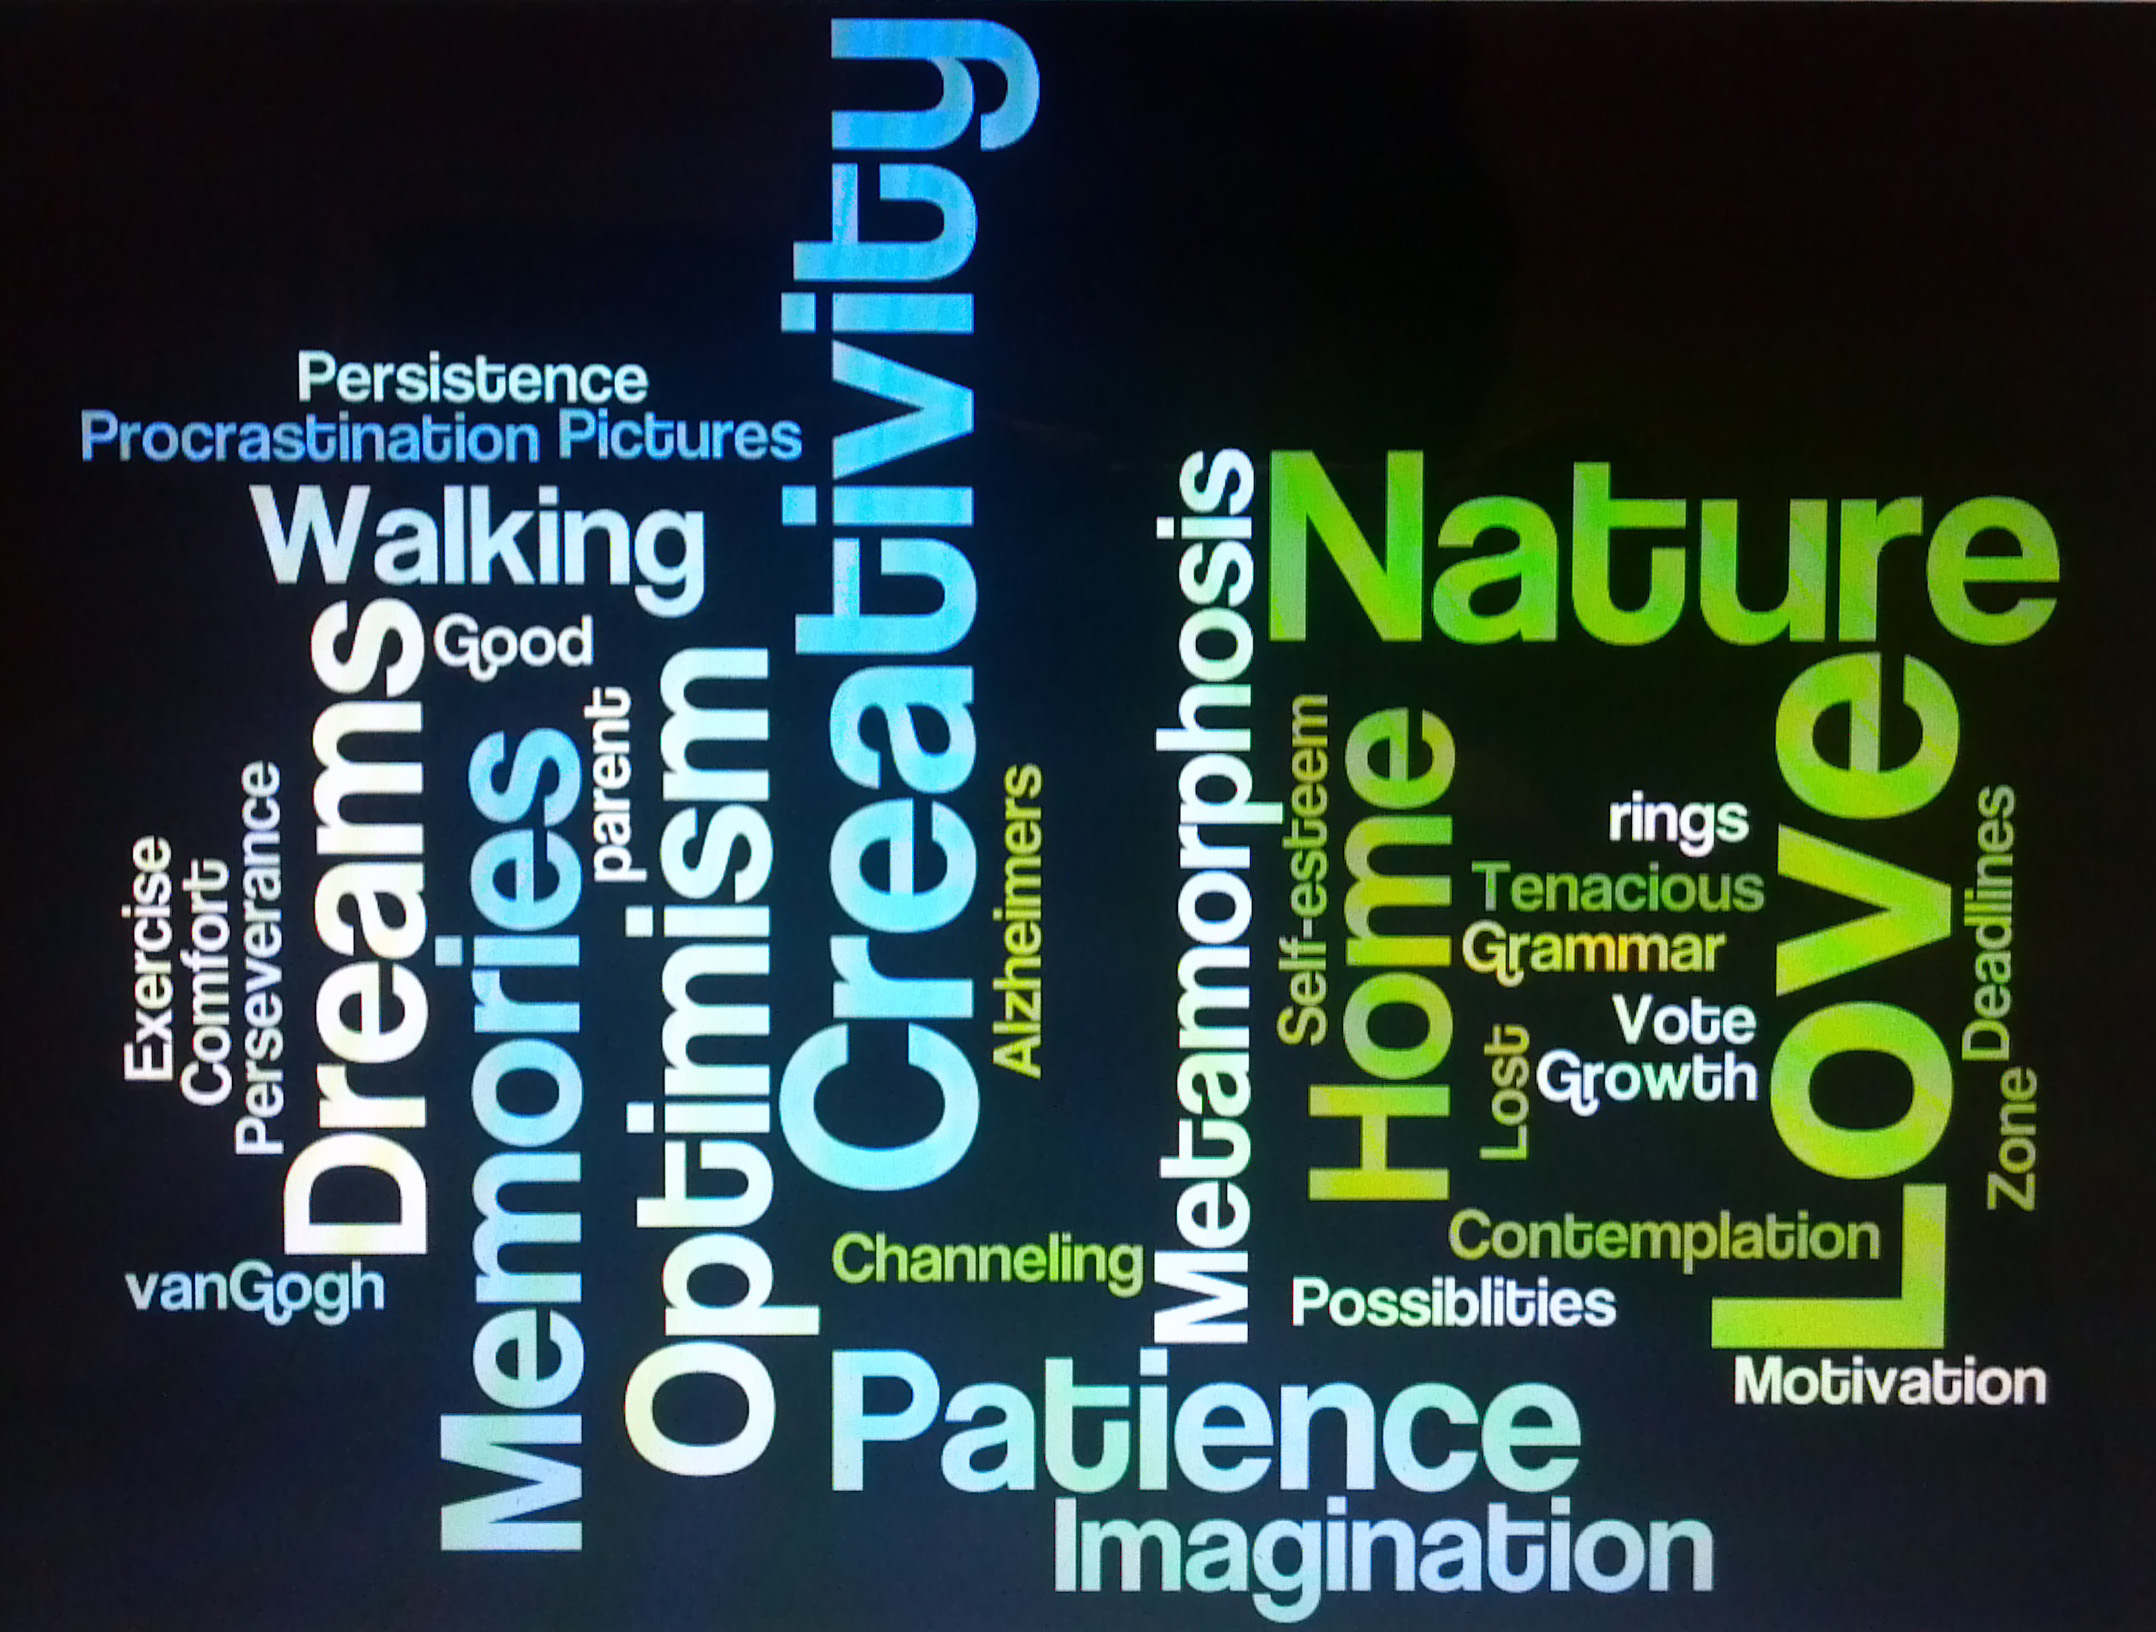 Persistence
Procrastination Pictures
Walking
Good
Exercise
Comfort
Perseverance
Dreams
Memories
parent
Optimism
Creativity
Alzheimers
vanGogh
Channeling
Metamorphosis
Nature
Self-esteem
Home
rings
Tenacious
Grammar
Vote
Lost
Growth
Love
Deadlines
Zone
Contemplation
Possiblities
Motivation
Patience
Imagination